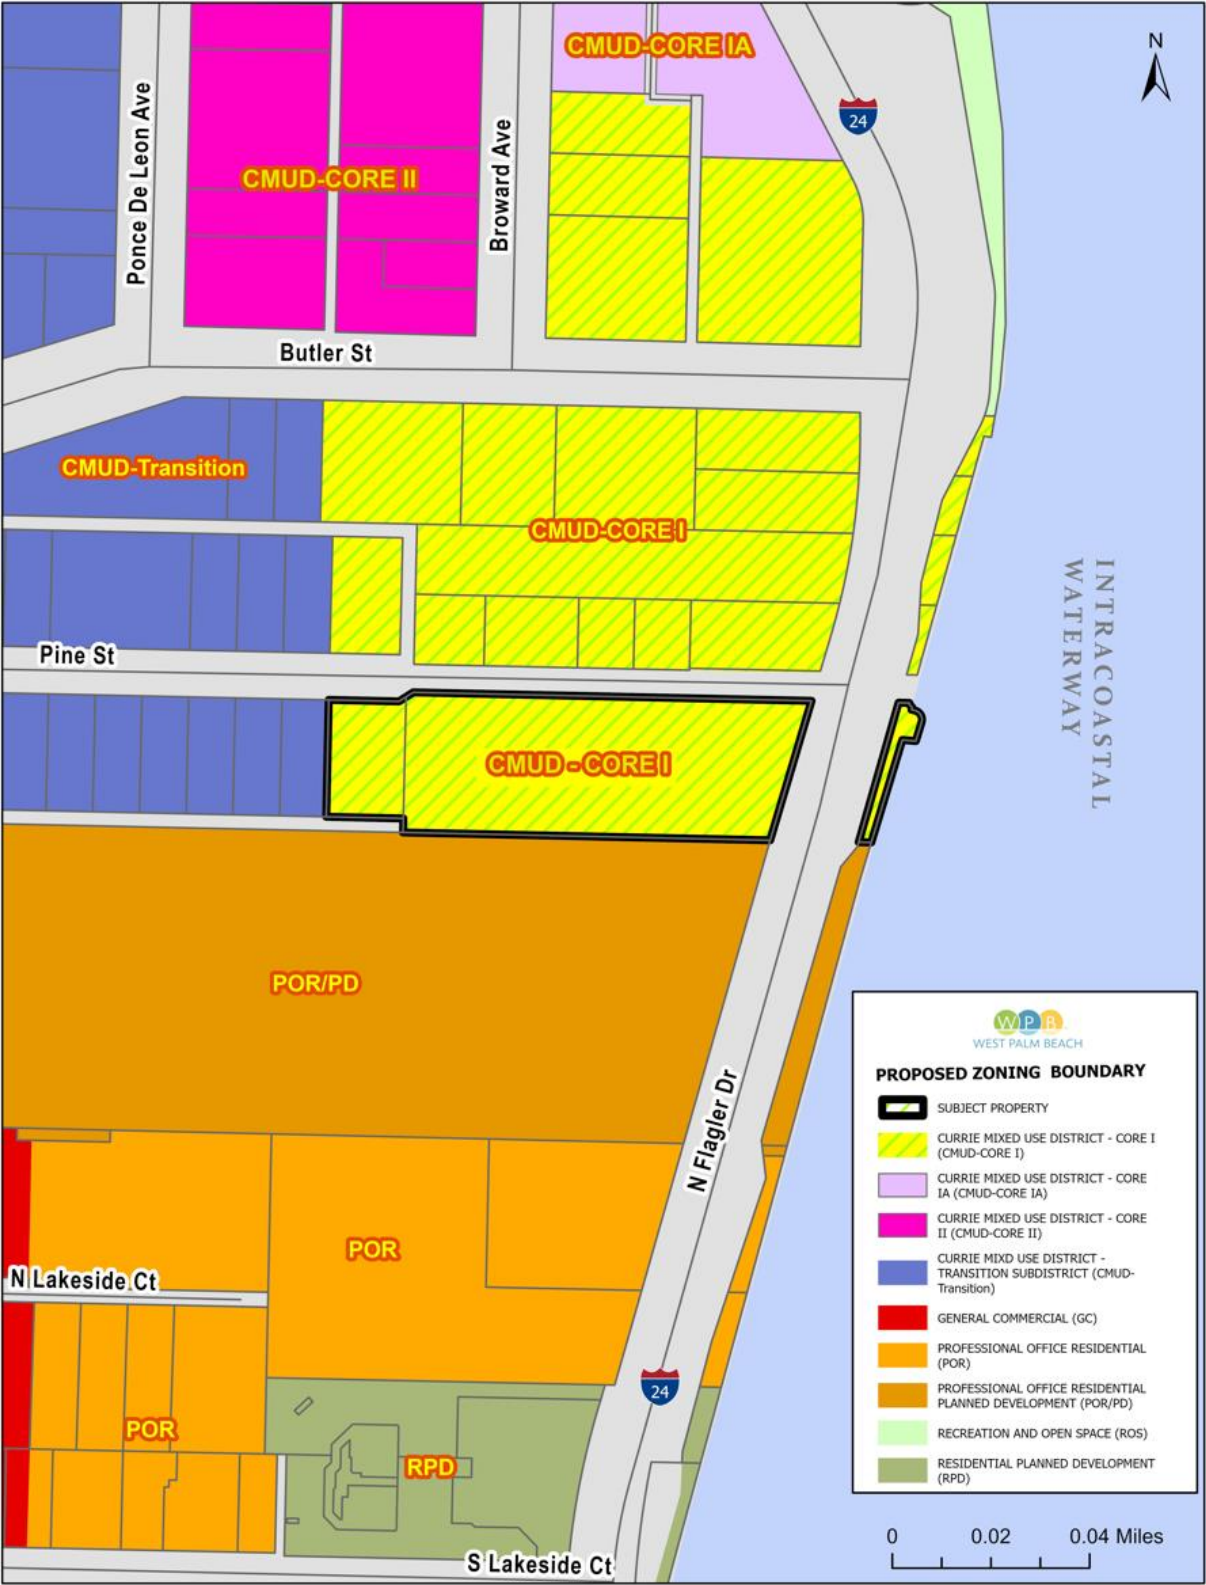 CMUD-CORE IA
N
24
Ponce De Leon Ave
Broward Ave
CMUD-CORE II
Butler St
CMUD-Transition
CMUD-CORE I
INTRACOASTAL
WATERWAY
Pine St
CMUD - CORE I
POR/PD
N Flagler Dr
POR
N Lakeside Ct
24
POR
RPD
S Lakeside Ct
WPB
WEST PALM BEACH
PROPOSED ZONING BOUNDARY
SUBJECT PROPERTY
CURRIE MIXED USE DISTRICT - CORE I
(CMUD-CORE I)
CURRIE MIXED USE DISTRICT - CORE
IA (CMUD-CORE IA)
CURRIE MIXED USE DISTRICT - CORE
II (CMUD-CORE II)
CURRIE MIXD USE DISTRICT -
TRANSITION SUBDISTRICT (CMUD-
Transition)
GENERAL COMMERCIAL (GC)
PROFESSIONAL OFFICE RESIDENTIAL
(POR)
PROFESSIONAL OFFICE RESIDENTIAL
PLANNED DEVELOPMENT (POR/PD)
RECREATION AND OPEN SPACE (ROS)
RESIDENTIAL PLANNED DEVELOPMENT
(RPD)
0 0.02 0.04 Miles